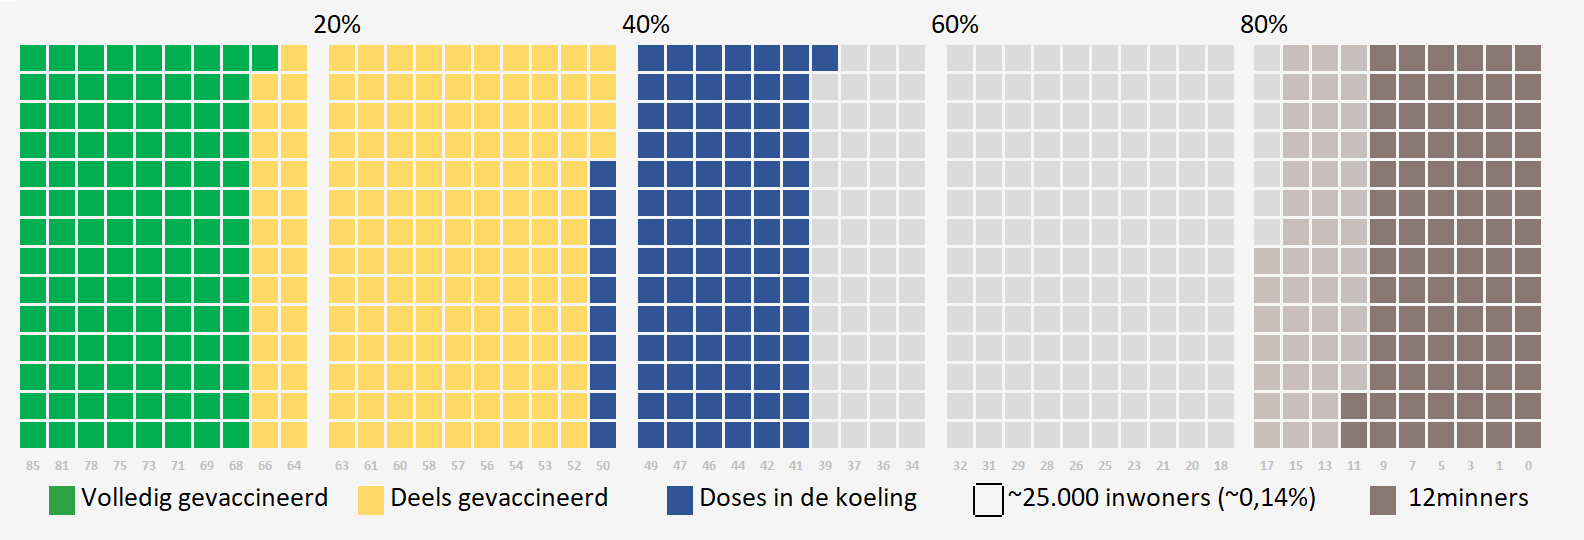 20% 40% 60% 80%
85 81 78 75 73 71 69 68 66 64 63 61 60 58 57 56 54 53 52 50 49 47 46 44 42 41 39 37 36 34 32 31 29 28 26 25 23 21 20 18 17 15 13 11 9 7 5 3 1 0
Volledig gevaccineerd Deels gevaccineerd Doses in de koeling ~25.000 inwoners (~0,14%) 12minners